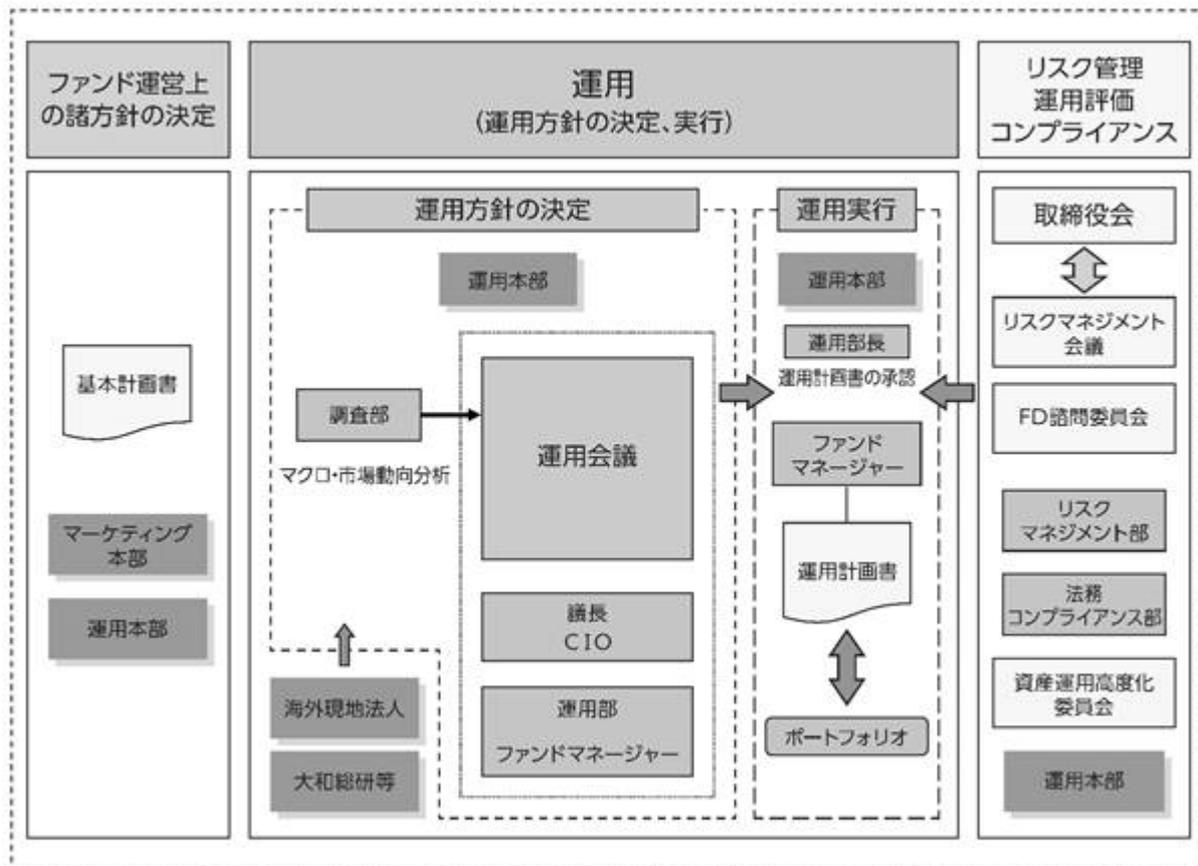 ファンド運営上
の諸方針の決定
運用
(運用方針の決定、実行)
リスク管理
運用評価
コンプライアンス
基本計画書
マーケティング
本部
運用本部
運用方針の決定
運用本部
調査部
マクロ・市場動向分析
運用会議
議長
CIO
運用部
ファンドマネージャー
海外現地法人
大和総研等
運用実行
運用本部
運用部長
運用計画書の承認
ファンド
マネージャー
運用計画書
ポートフォリオ
取締役会
リスクマネジメント
会議
FD諮問委員会
リスク
マネジメント部
法務
コンプライアンス部
資産運用高度化
委員会
運用本部